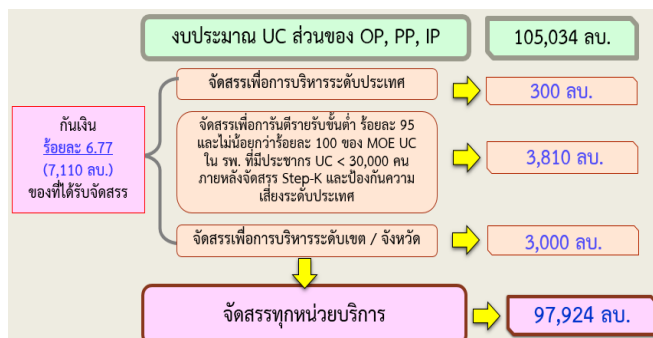 งบประมาณ UC ส่วนของ OP, PP, IP
105,034 ลบ.
กันเงิน
ร้อยละ 6.77
(7,110 ลบ.)
ของที่ได้รับจัดสรร
จัดสรรเพื่อการบริหารระดับประเทศ
300 ลบ.
จัดสรรเพื่อการันตีรายรับขั้นต่ำ ร้อยละ 95
และไม่น้อยกว่าร้อยละ 100 ของ MOE UC
ใน รพ. ที่มีประชากร UC < 30,000 คน
ภายหลังจัดสรร Step-K และป้องกันความ
เสี่ยงระดับประเทศ
3,810 ลบ.
จัดสรรเพื่อการบริหารระดับเขต / จังหวัด
3,000 ลบ.
จัดสรรทุกหน่วยบริการ
97,924 ลบ.